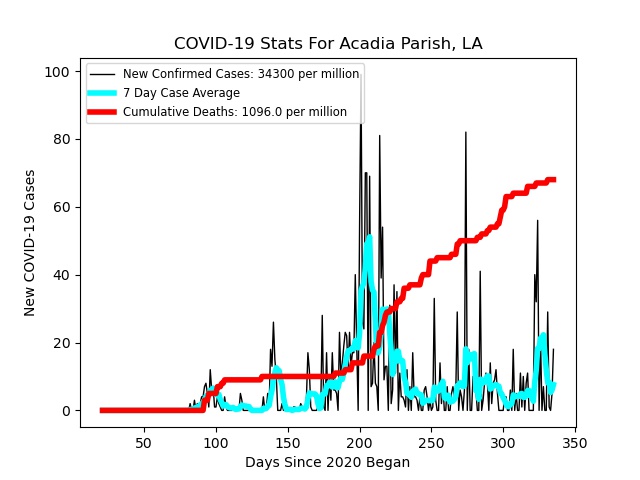 COVID-19 Stats For Acadia Parish, LA
New Confirmed Cases: 34300 per million
7 Day Case Average
Cumulative Deaths: 1096.0 per million
New COVID-19 Cases
100
80
60
40
20
0
50 100 150 200 250 300 350
Days Since 2020 Began